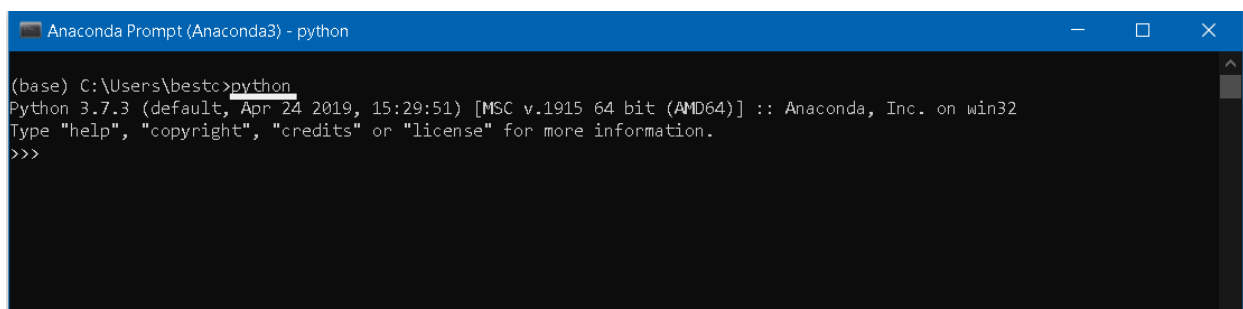 Anaconda Prompt (Anaconda3) - python
(base) C:\Users\bestc>python
Python 3.7.3 (default, Apr 24 2019, 15:29:51) [MSC v.1915 64 bit (AMD64)] :: Anaconda, Inc. on win32
Type "help", "copyright", "credits" or "license" for more information.
>>>